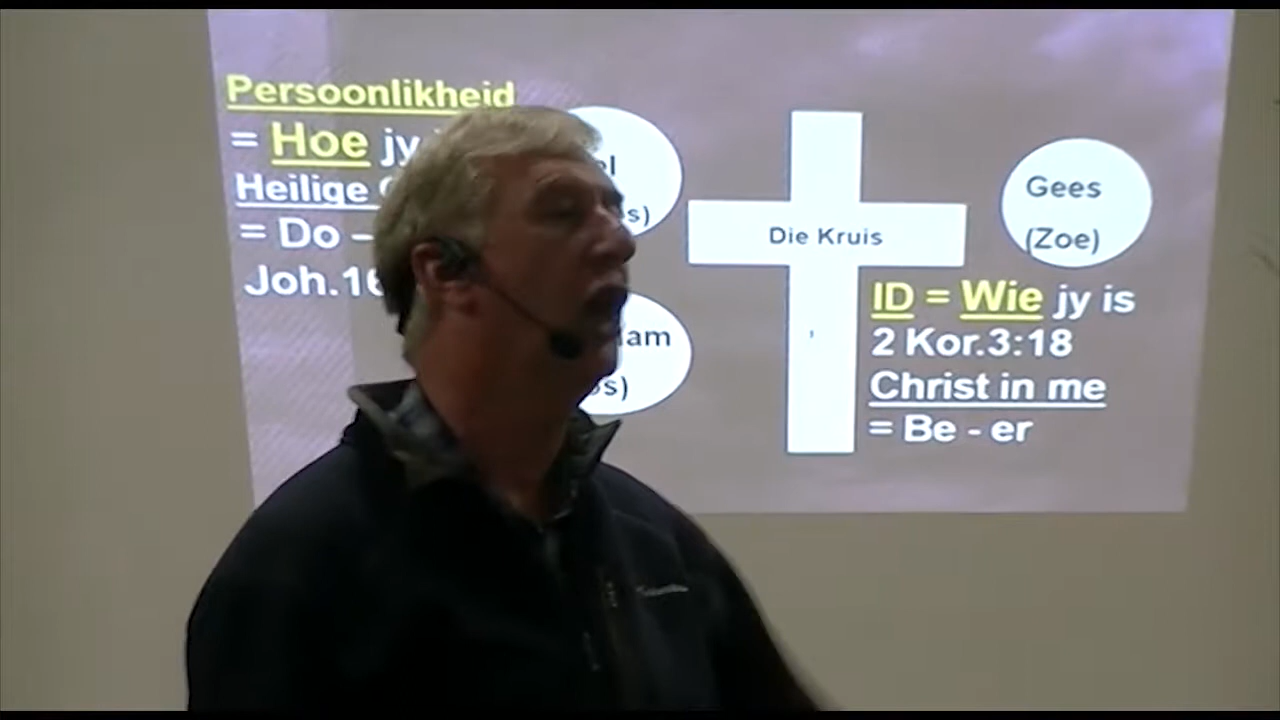 Persoonlikheid
= Hoe jy
Heilige
= Do –
Joh.16
Die Kruis
Gees
(Zoe)
ID = Wie jy is
2 Kor.3:18
Christ in me
= Be - er